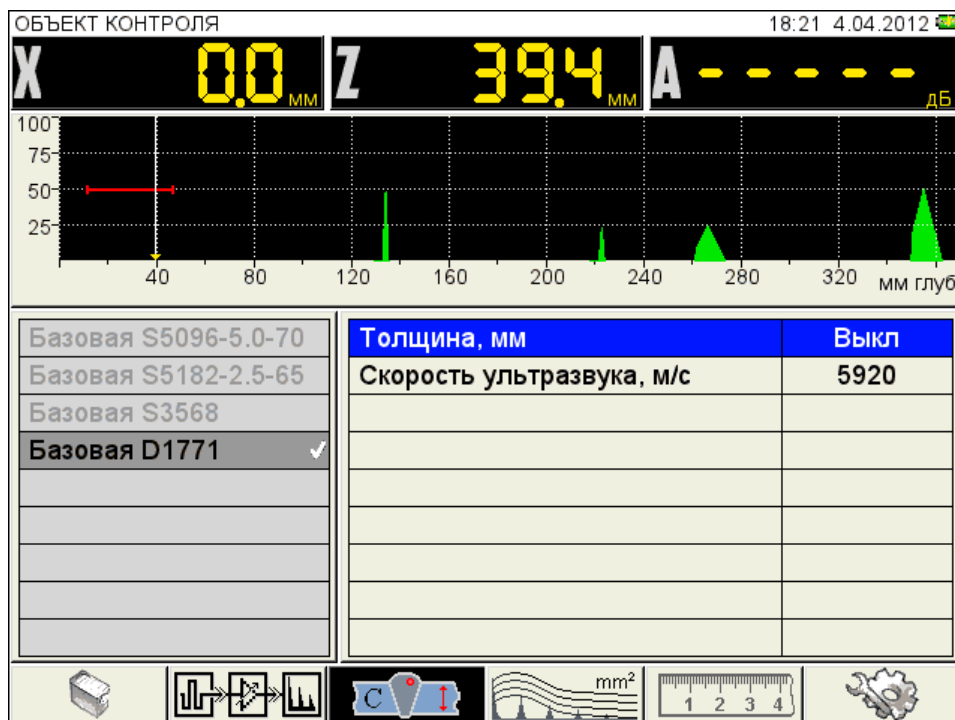 ОБЪЕКТ КОНТРОЛЯ 18:21 4.04.2012
X 0.0 мм Z 39.4 мм A - - - - - дБ
100
75
50
25
40 80 120 160 200 240 280 320 мм глуб
Базовая S5096-5.0-70
Базовая S5182-2.5-65
Базовая S3568
Базовая D1771
Толщина, мм Выкл
Скорость ультразвука, м/с 5920
C mm² 1 2 3 4